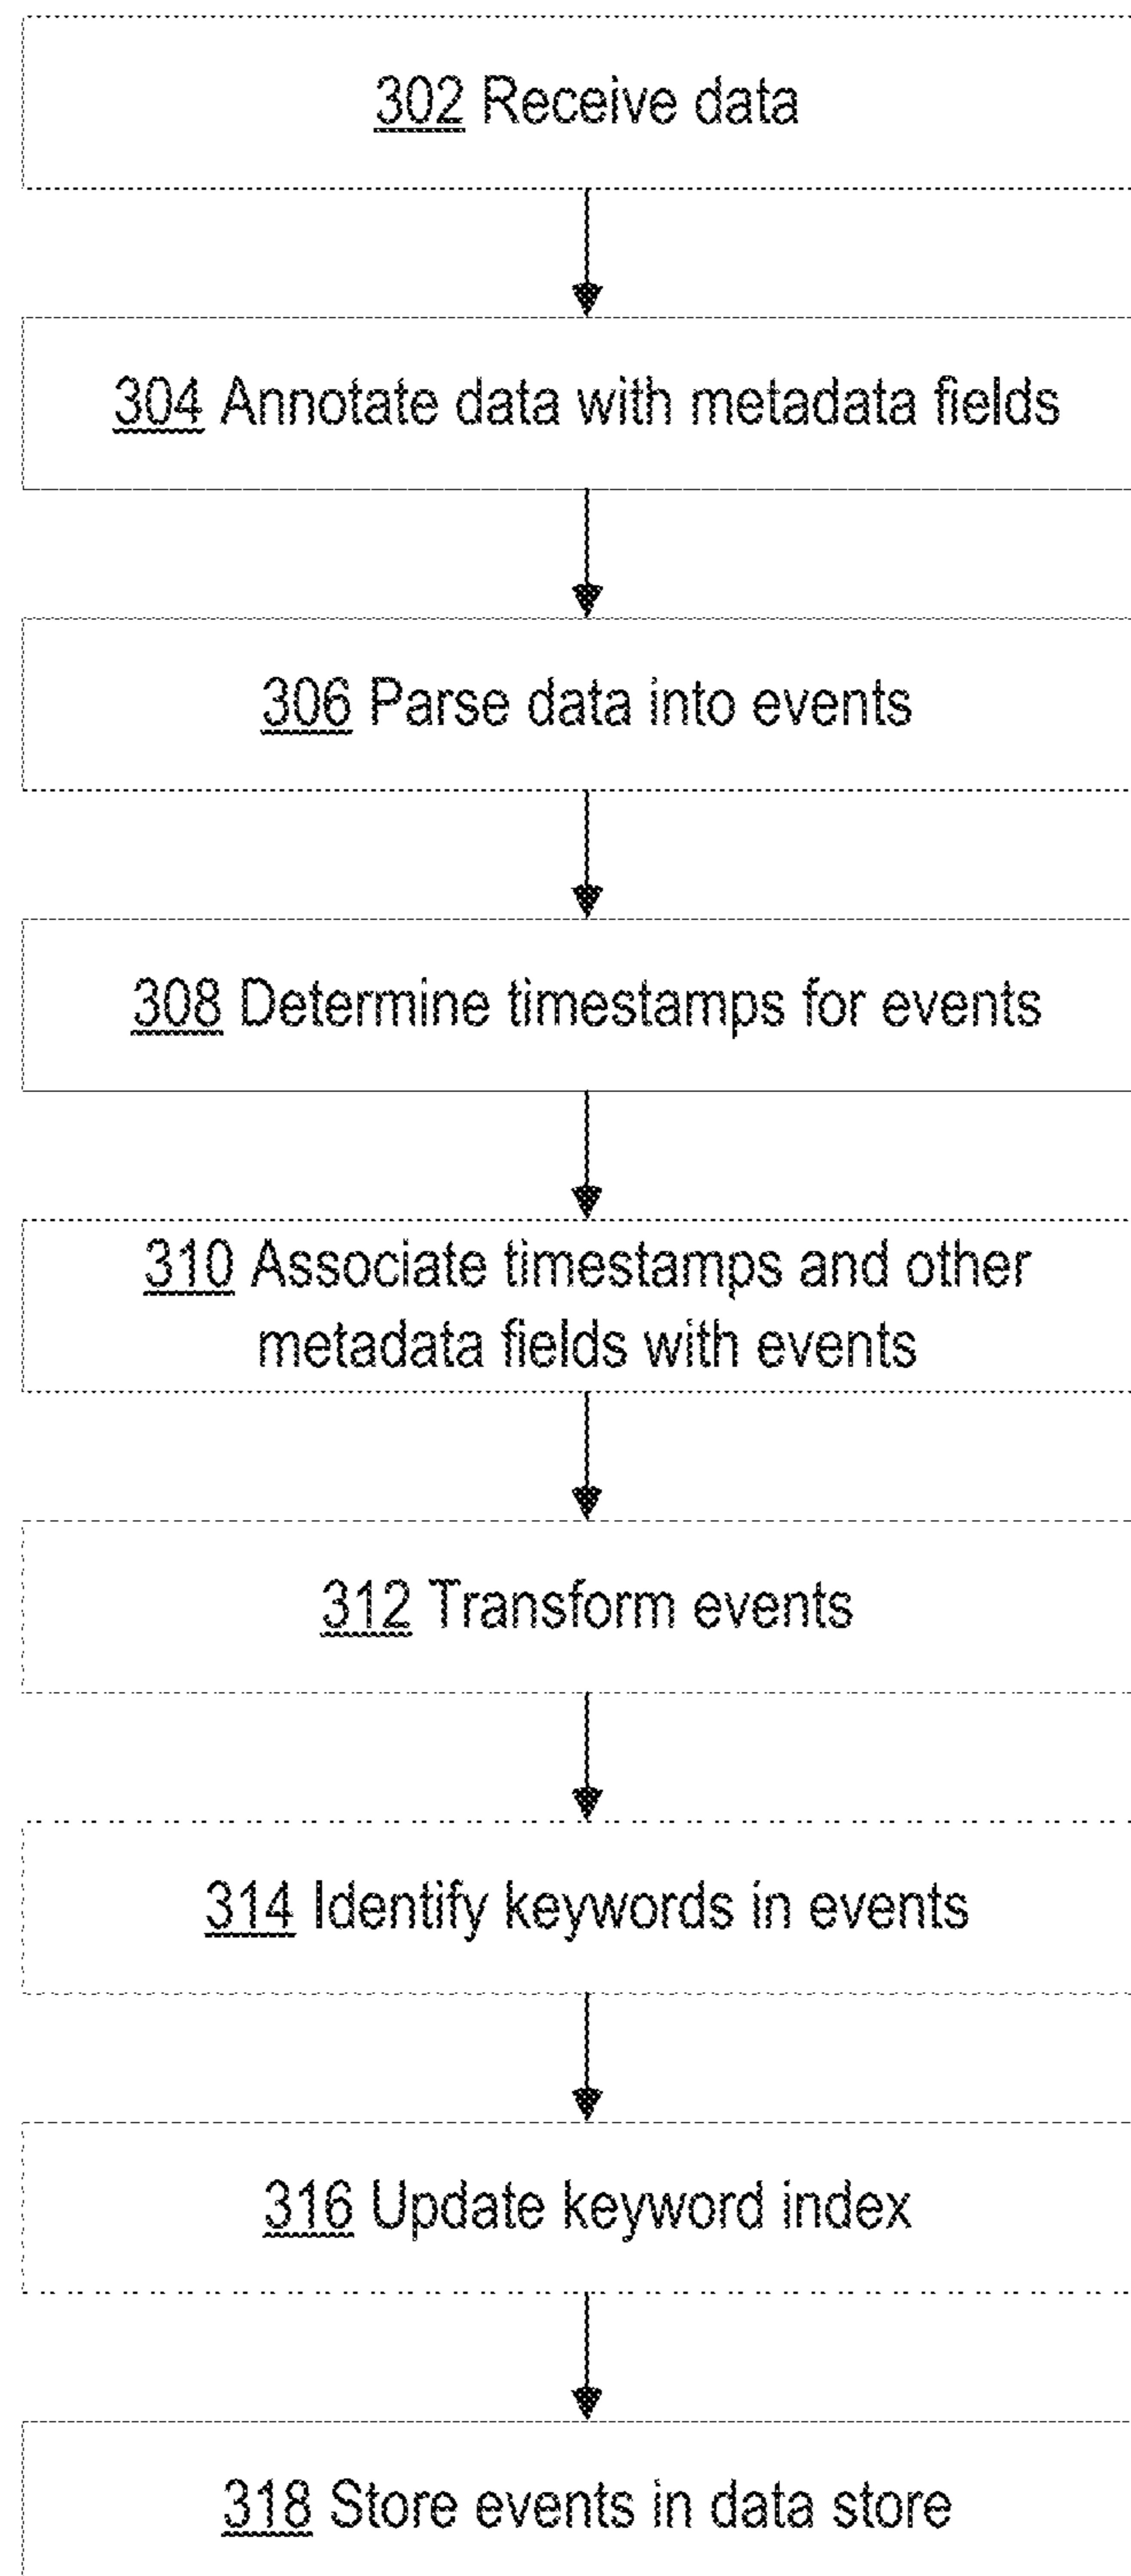 302 Receive data
304 Annotate data with metadata fields
306 Parse data into events
308 Determine timestamps for events
310 Associate timestamps and other
metadata fields with events
312 Transform events
314 Identify keywords in events
316 Update keyword index
318 Store events in data store